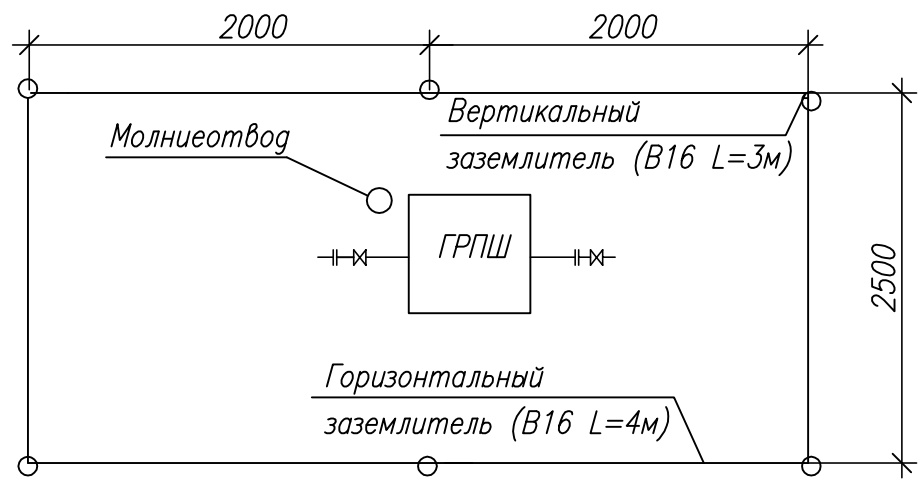 2000
2000
Вертикальный
заземлитель (В16 L=3м)
Молниеотвод
ГРПШ
2500
Горизонтальный
заземлитель (В16 L=4м)